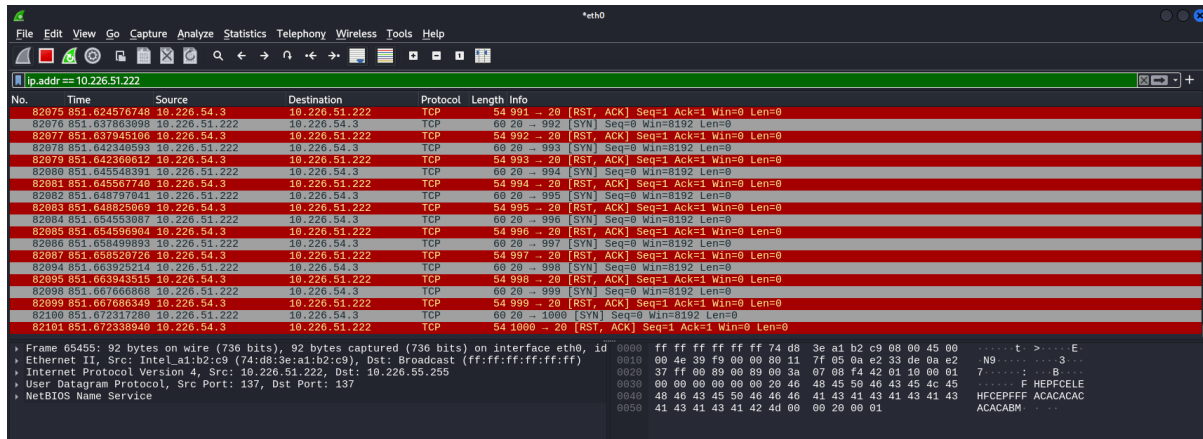 *eth0
File Edit View Go Capture Analyze Statistics Telephony Wireless Tools Help
ip.addr == 10.226.51.222
No. Time Source Destination Protocol Length Info
82075 851.624576748 10.226.54.3 10.226.51.222 TCP 54 991 → 20 [RST, ACK] Seq=1 Ack=1 Win=0 Len=0
82076 851.637863098 10.226.51.222 10.226.54.3 TCP 60 20 → 992 [SYN] Seq=0 Win=8192 Len=0
82077 851.637945106 10.226.54.3 10.226.51.222 TCP 54 992 → 20 [RST, ACK] Seq=1 Ack=1 Win=0 Len=0
82078 851.642340593 10.226.51.222 10.226.54.3 TCP 60 20 → 993 [SYN] Seq=0 Win=8192 Len=0
82079 851.642360612 10.226.54.3 10.226.51.222 TCP 54 993 → 20 [RST, ACK] Seq=1 Ack=1 Win=0 Len=0
82080 851.645548391 10.226.51.222 10.226.54.3 TCP 60 20 → 994 [SYN] Seq=0 Win=8192 Len=0
82081 851.645567740 10.226.54.3 10.226.51.222 TCP 54 994 → 20 [RST, ACK] Seq=1 Ack=1 Win=0 Len=0
82082 851.648797041 10.226.51.222 10.226.54.3 TCP 60 20 → 995 [SYN] Seq=0 Win=8192 Len=0
82083 851.648825069 10.226.54.3 10.226.51.222 TCP 54 995 → 20 [RST, ACK] Seq=1 Ack=1 Win=0 Len=0
82084 851.654553087 10.226.51.222 10.226.54.3 TCP 60 20 → 996 [SYN] Seq=0 Win=8192 Len=0
82085 851.654596904 10.226.54.3 10.226.51.222 TCP 54 996 → 20 [RST, ACK] Seq=1 Ack=1 Win=0 Len=0
82086 851.658499893 10.226.51.222 10.226.54.3 TCP 60 20 → 997 [SYN] Seq=0 Win=8192 Len=0
82087 851.658520726 10.226.54.3 10.226.51.222 TCP 54 997 → 20 [RST, ACK] Seq=1 Ack=1 Win=0 Len=0
82094 851.663925214 10.226.51.222 10.226.54.3 TCP 60 20 → 998 [SYN] Seq=0 Win=8192 Len=0
82095 851.663943515 10.226.54.3 10.226.51.222 TCP 54 998 → 20 [RST, ACK] Seq=1 Ack=1 Win=0 Len=0
82098 851.667666868 10.226.51.222 10.226.54.3 TCP 60 20 → 999 [SYN] Seq=0 Win=8192 Len=0
82099 851.667686349 10.226.54.3 10.226.51.222 TCP 54 999 → 20 [RST, ACK] Seq=1 Ack=1 Win=0 Len=0
82100 851.672317280 10.226.51.222 10.226.54.3 TCP 60 20 → 1000 [SYN] Seq=0 Win=8192 Len=0
82101 851.672338940 10.226.54.3 10.226.51.222 TCP 54 1000 → 20 [RST, ACK] Seq=1 Ack=1 Win=0 Len=0
Frame 65455: 92 bytes on wire (736 bits), 92 bytes captured (736 bits) on interface eth0, id
Ethernet II, Src: Intel_a1:b2:c9 (74:d8:3e:a1:b2:c9), Dst: Broadcast (ff:ff:ff:ff:ff:ff)
Internet Protocol Version 4, Src: 10.226.51.222, Dst: 10.226.55.255
User Datagram Protocol, Src Port: 137, Dst Port: 137
NetBIOS Name Service
0000 ff ff ff ff ff ff 74 d8 3e a1 b2 c9 08 00 45 00 ······t· >·····E·
0010 00 4e 39 f9 00 00 80 11 7f 05 0a e2 33 de 0a e2 ·N9····· ····3···
0020 37 ff 00 89 00 89 00 3a 07 08 f4 42 01 10 00 01 7······: ···B····
0030 00 00 00 00 00 00 20 46 48 45 50 46 43 45 4c 45 ······ F HEPFCELE
0040 48 46 43 45 50 46 46 46 41 43 41 43 41 43 41 43 HFCEPFFF ACACACAC
0050 41 43 41 43 41 42 4d 00 00 20 00 01 ACACABM· · ··